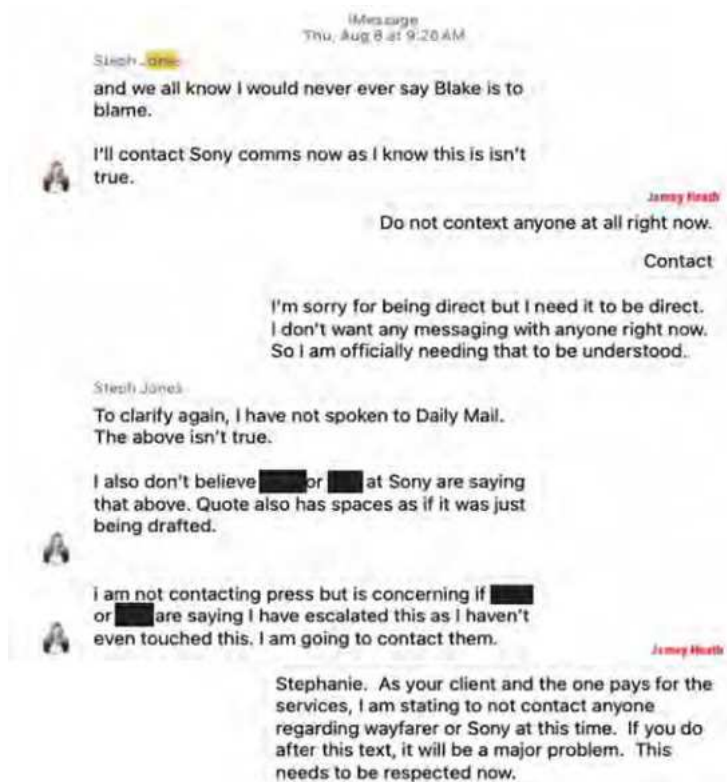 iMessage
Thu, Aug 8 at 9:26 AM
Steph Jones
and we all know I would never ever say Blake is to
blame.
I'll contact Sony comms now as I know this is isn't
true.
Jamey Heath
Do not context anyone at all right now.
Contact
I'm sorry for being direct but I need it to be direct.
I don't want any messaging with anyone right now.
So I am officially needing that to be understood.
Steph Jones
To clarify again, I have not spoken to Daily Mail.
The above isn't true.
I also don't believe or at Sony are saying
that above. Quote also has spaces as if it was just
being drafted.
i am not contacting press but is concerning if
or are saying I have escalated this as I haven't
even touched this. I am going to contact them.
Jamey Heath
Stephanie. As your client and the one pays for the
services, I am stating to not contact anyone
regarding wayfarer or Sony at this time. If you do
after this text, it will be a major problem. This
needs to be respected now.